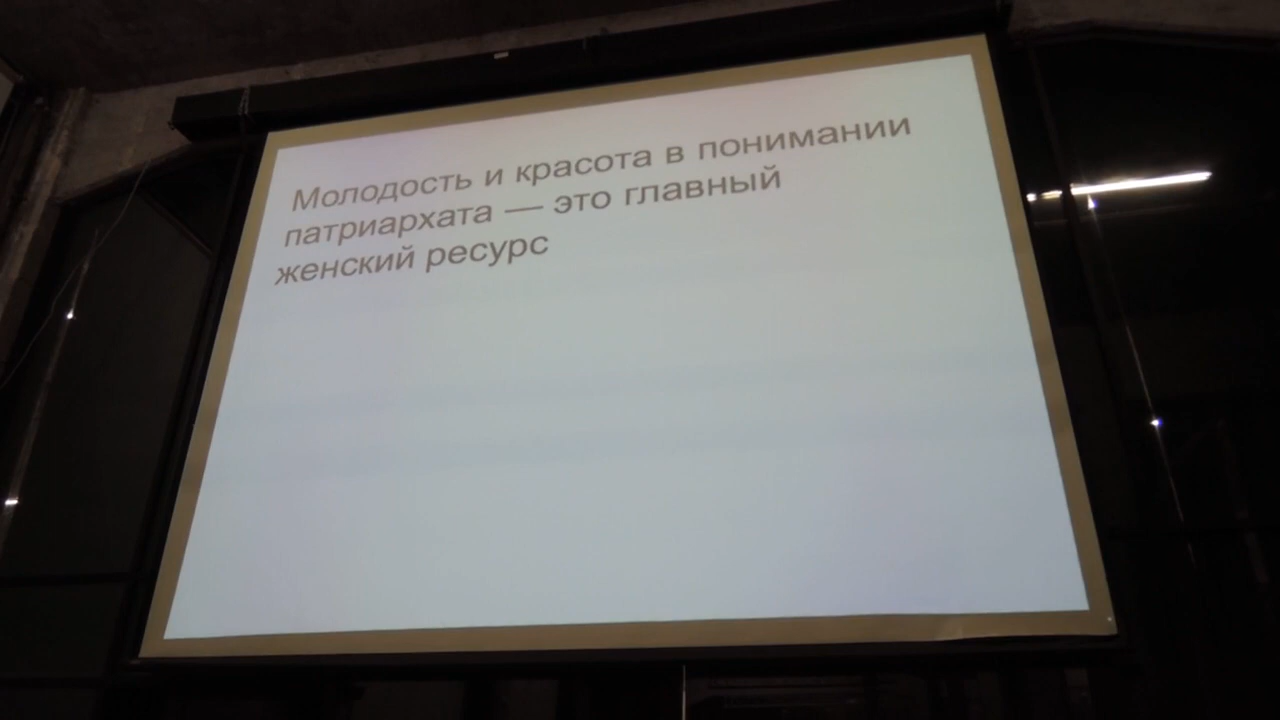 Молодость и красота в понимании
патриархата — это главный
женский ресурс